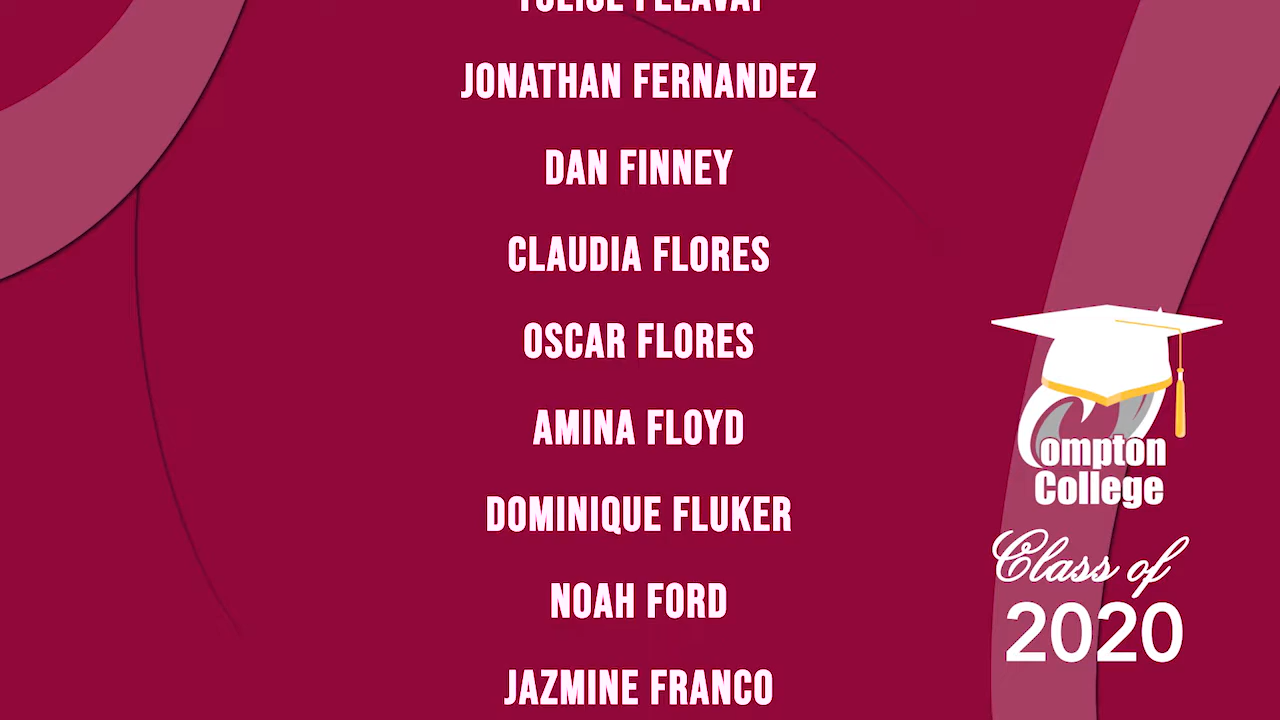 JONATHAN FERNANDEZ
DAN FINNEY
CLAUDIA FLORES
OSCAR FLORES
AMINA FLOYD
DOMINIQUE FLUKER
NOAH FORD
JAZMINE FRANCO
Compton
College
Class of
2020